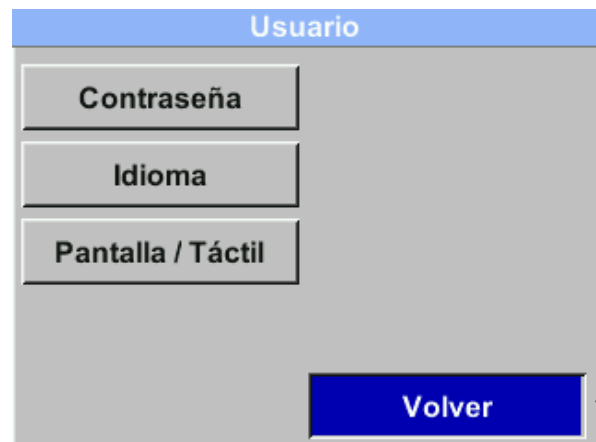 Usuario
Contraseña
Idioma
Pantalla / Táctil
Volver